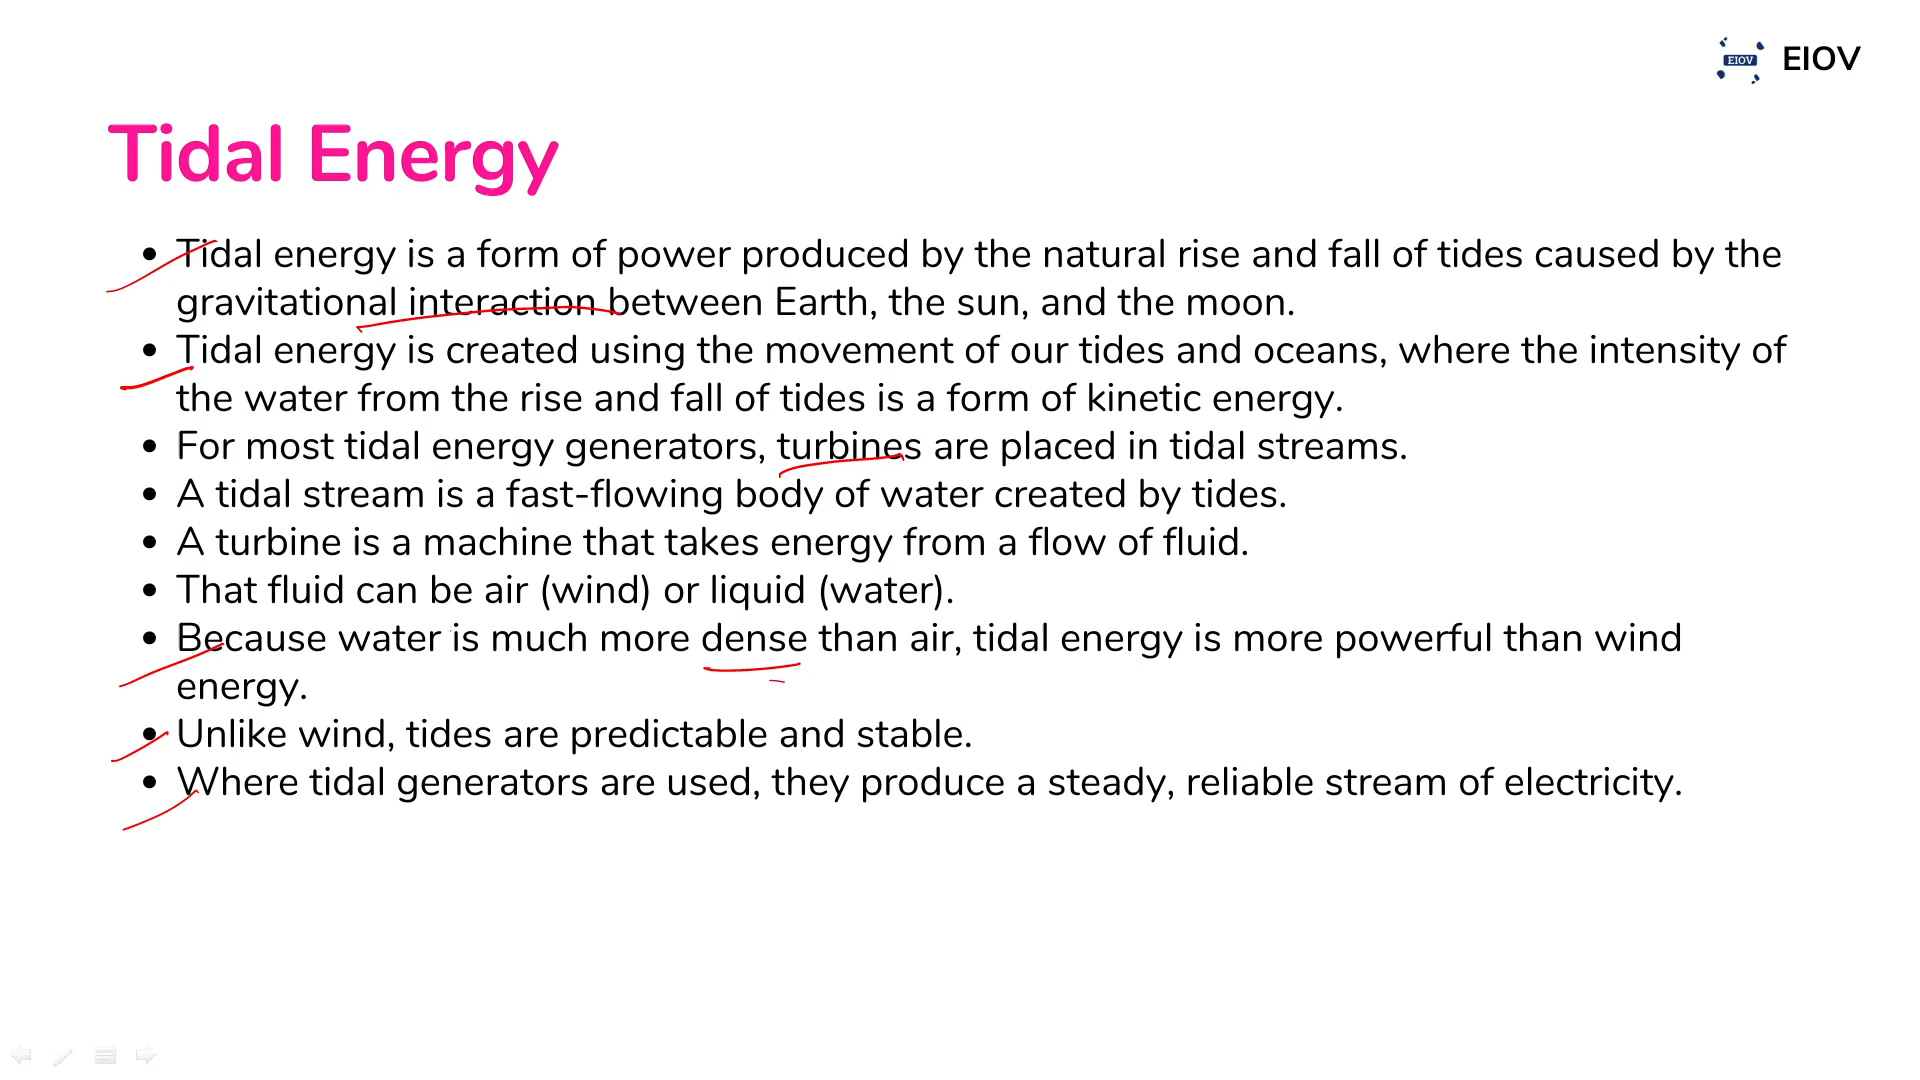 EIOV EIOV
Tidal Energy
• Tidal energy is a form of power produced by the natural rise and fall of tides caused by the
gravitational interaction between Earth, the sun, and the moon.
• Tidal energy is created using the movement of our tides and oceans, where the intensity of
the water from the rise and fall of tides is a form of kinetic energy.
• For most tidal energy generators, turbines are placed in tidal streams.
• A tidal stream is a fast-flowing body of water created by tides.
• A turbine is a machine that takes energy from a flow of fluid.
• That fluid can be air (wind) or liquid (water).
• Because water is much more dense than air, tidal energy is more powerful than wind
energy.
• Unlike wind, tides are predictable and stable.
• Where tidal generators are used, they produce a steady, reliable stream of electricity.